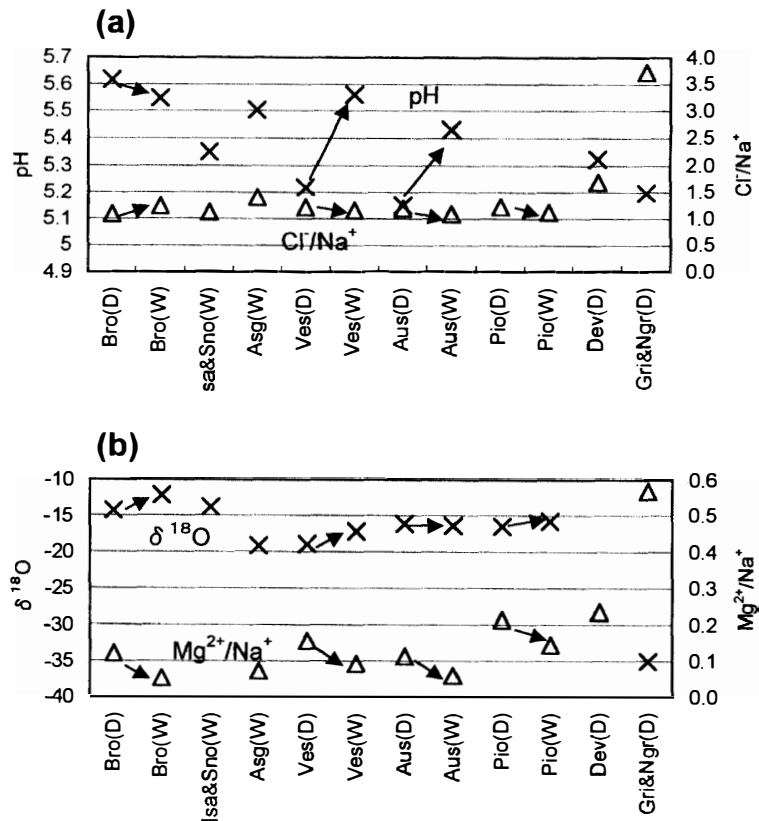 (a)
5.7
5.6
5.5
5.4
5.3
5.2
5.1
5
4.9
pH
4.0
3.5
3.0
2.5
2.0
1.5
1.0
0.5
0.0
Cl⁻/Na⁺
pH
Cl⁻/Na⁺
Bro(D)
Bro(W)
sa&Sno(W)
Asg(W)
Ves(D)
Ves(W)
Aus(D)
Aus(W)
Pio(D)
Pio(W)
Dev(D)
Gri&Ngr(D)
(b)
-10
-15
-20
-25
-30
-35
-40
δ ¹⁸O
0.6
0.5
0.4
0.3
0.2
0.1
0.0
Mg²⁺/Na⁺
δ ¹⁸O
Mg²⁺/Na⁺
Bro(D)
Bro(W)
Isa&Sno(W)
Asg(W)
Ves(D)
Ves(W)
Aus(D)
Aus(W)
Pio(D)
Pio(W)
Dev(D)
Gri&Ngr(D)